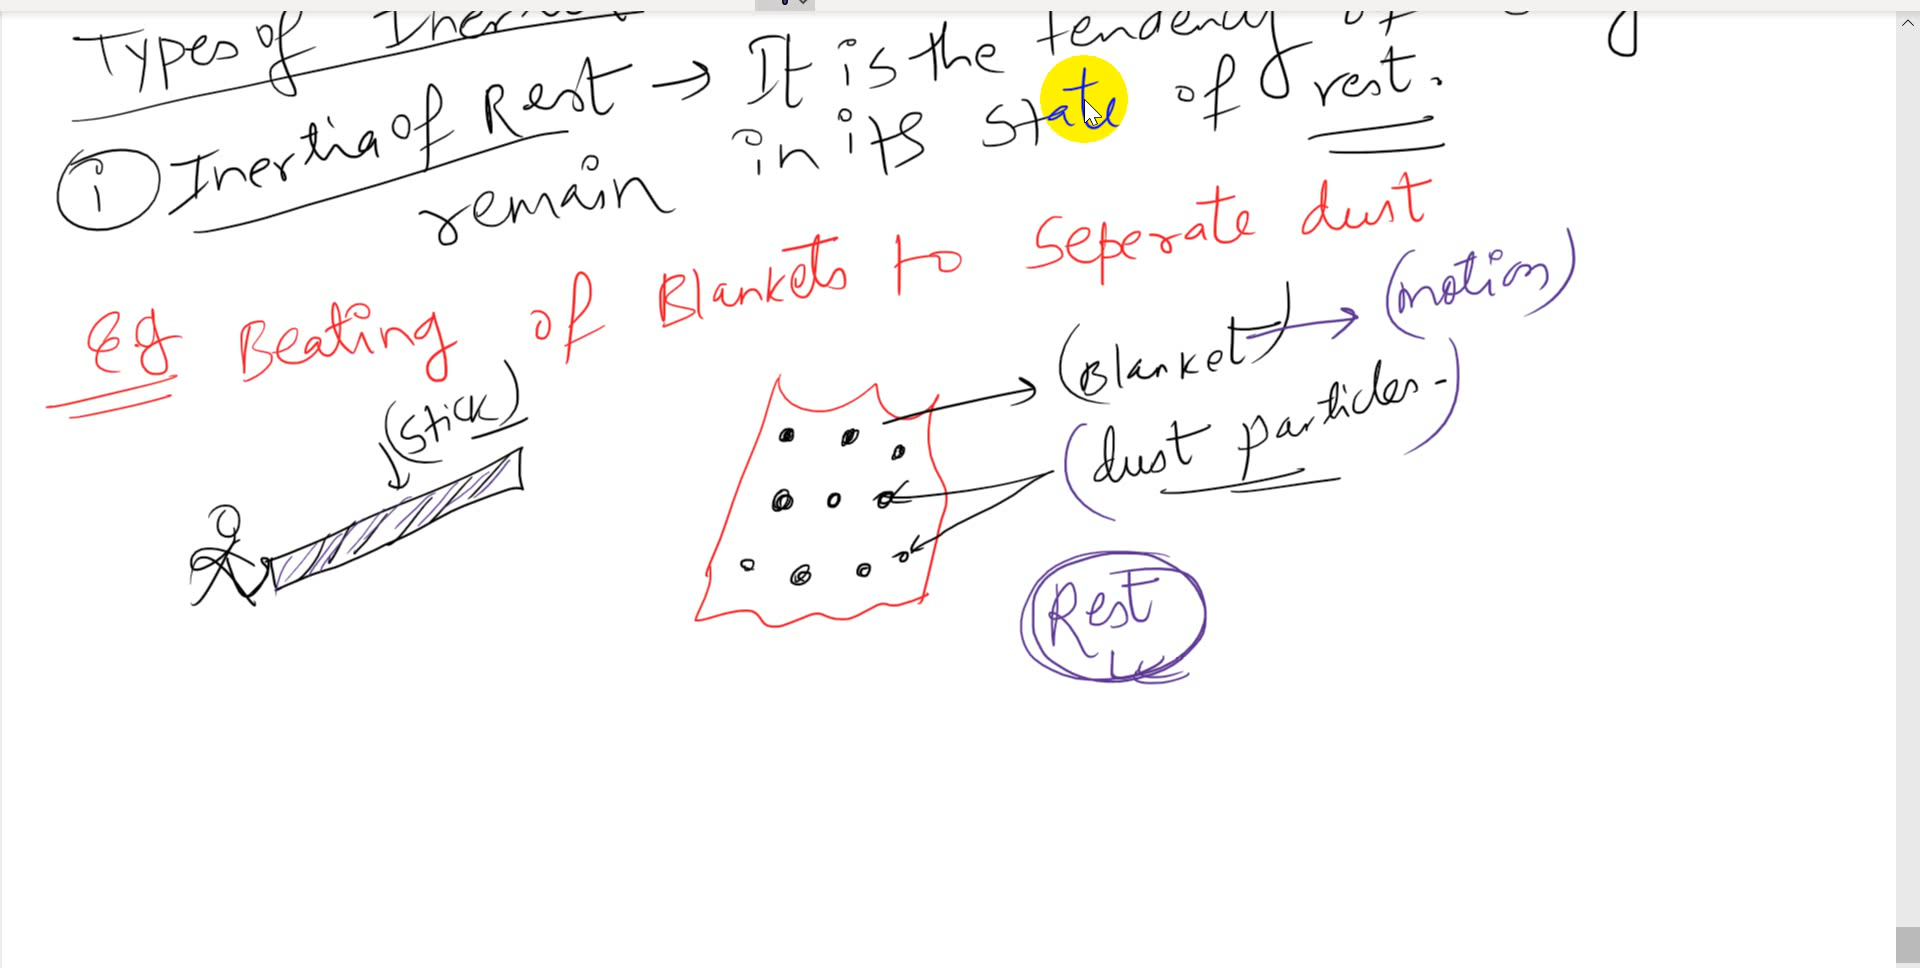 Types of Inertia
(i) Inertia of Rest → It is the tendency of
remain in its state of rest.
Eg Beating of Blankets to Seperate dust
(Stick)
(Blanket) → (motion)
(dust particles.)
Rest